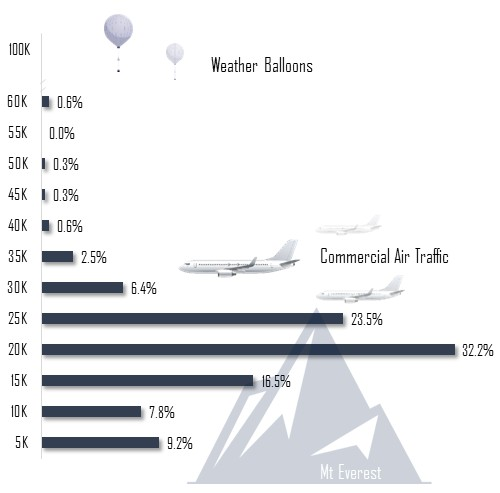 100K
Weather Balloons
60K 0.6%
55K 0.0%
50K 0.3%
45K 0.3%
40K 0.6%
35K 2.5% Commercial Air Traffic
30K 6.4%
25K 23.5%
20K 32.2%
15K 16.5%
10K 7.8%
5K 9.2%
Mt Everest